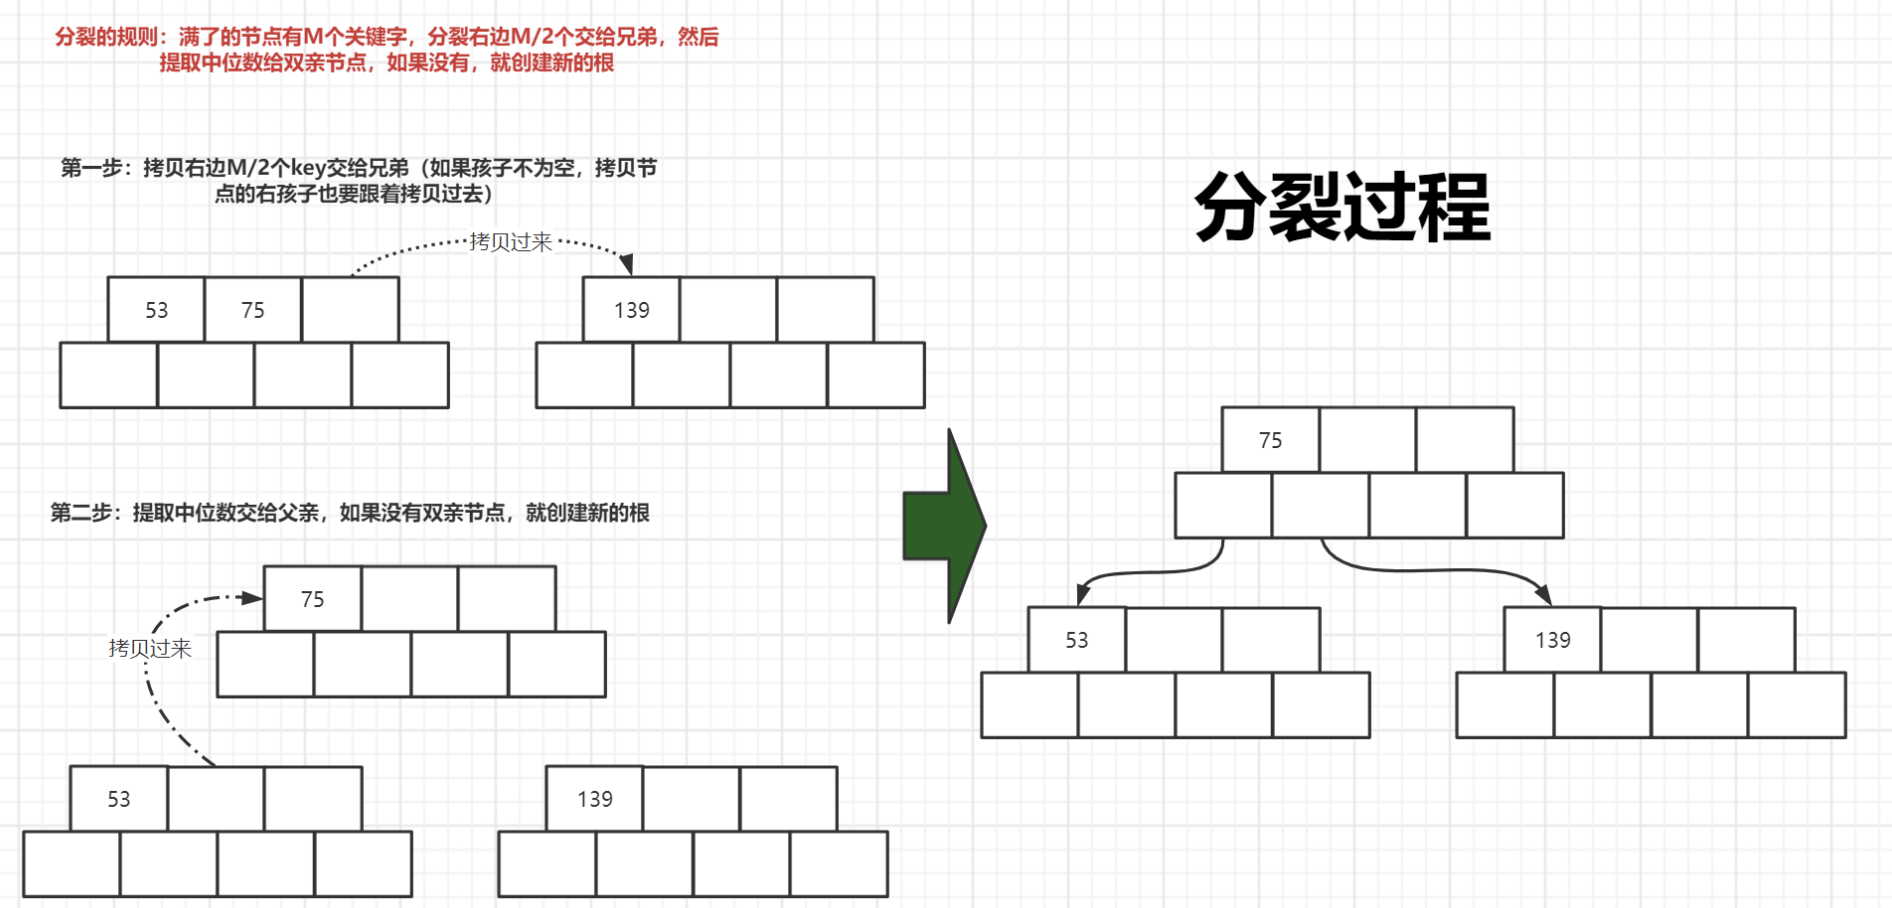 分裂的规则：满了的节点有M个关键字，分裂右边M/2个交给兄弟，然后
提取中位数给双亲节点，如果没有，就创建新的根
第一步：拷贝右边M/2个key交给兄弟（如果孩子不为空，拷贝节
点的右孩子也要跟着拷贝过去）
拷贝过来
53 75
139
第二步：提取中位数交给父亲，如果没有双亲节点，就创建新的根
75
拷贝过来
53
139
分裂过程
75
53
139